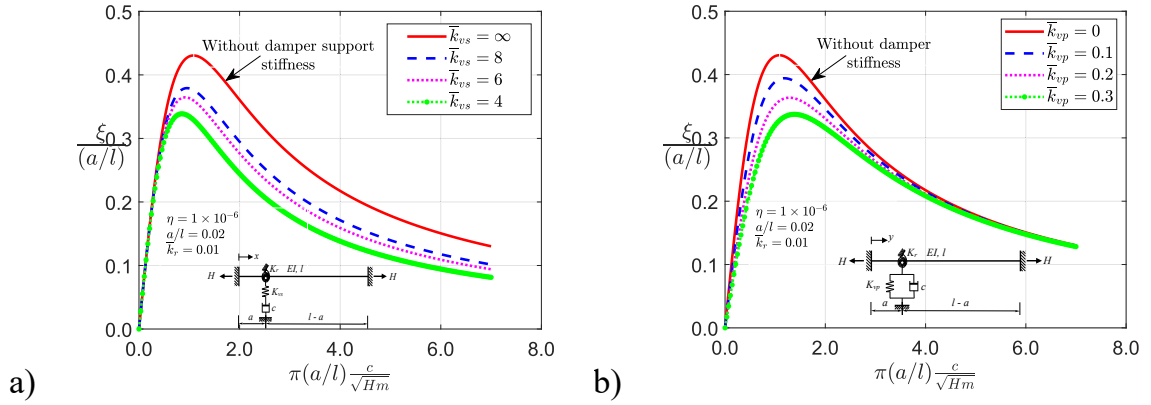 a)
ξ/(a/l)
0.5
0.4
0.3
0.2
0.1
0.0
0.0 2.0 4.0 6.0 8.0
π(a/l) c/√Hm
Without damper support
stiffness
k̅_vs = ∞
k̅_vs = 8
k̅_vs = 6
k̅_vs = 4
η = 1 × 10⁻⁶
a/l = 0.02
k̅_r = 0.01
x
K_r EI, l
H H
K_vs
c
a l - a
b)
ξ/(a/l)
0.5
0.4
0.3
0.2
0.1
0.0
0.0 2.0 4.0 6.0 8.0
π(a/l) c/√Hm
Without damper
stiffness
k̅_vp = 0
k̅_vp = 0.1
k̅_vp = 0.2
k̅_vp = 0.3
η = 1 × 10⁻⁶
a/l = 0.02
k̅_r = 0.01
y
K_r EI, l
H H
K_vp c
a l - a